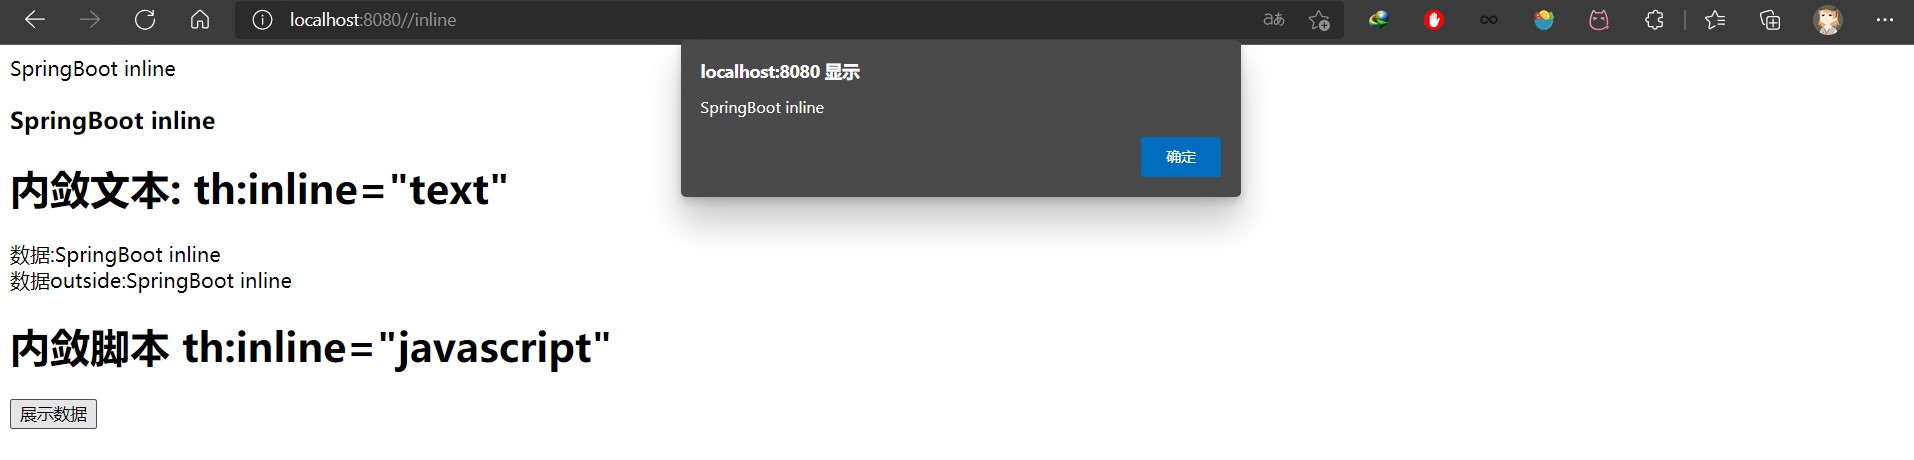 localhost:8080//inline
aあ
localhost:8080 显示
SpringBoot inline
确定
SpringBoot inline
SpringBoot inline
内敛文本: th:inline="text"
数据:SpringBoot inline
数据outside:SpringBoot inline
内敛脚本 th:inline="javascript"
展示数据